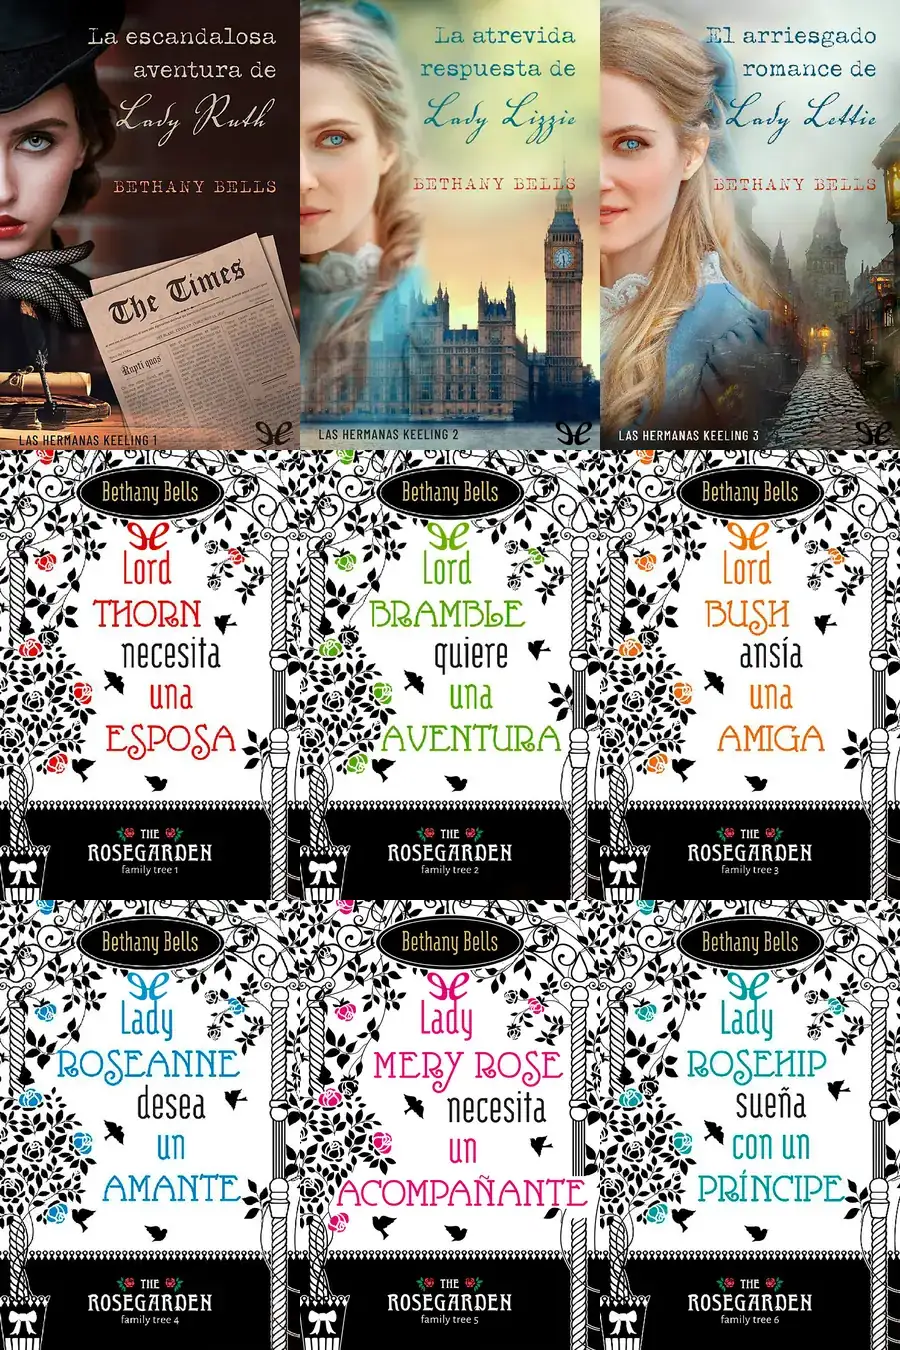 La escandalosa
aventura de
Lady Ruth
BETHANY BELLS
The Times
Rupti quos
LAS HERMANAS KEELING 1
La atrevida
respuesta de
Lady Lizzie
BETHANY BELLS
LAS HERMANAS KEELING 2
El arriesgado
romance de
Lady Lettie
BETHANY BELLS
LAS HERMANAS KEELING 3
Bethany Bells
Lord
THORN
necesita
una
ESPOSA
THE
ROSEGARDEN
family tree 1
Bethany Bells
Lord
BRAMBLE
quiere
una
AVENTURA
THE
ROSEGARDEN
family tree 2
Bethany Bells
Lord
BUSH
ansía
una
AMIGA
THE
ROSEGARDEN
family tree 3
Bethany Bells
Lady
ROSEANNE
desea
un
AMANTE
THE
ROSEGARDEN
family tree 4
Bethany Bells
Lady
MERY ROSE
necesita
un
ACOMPAÑANTE
THE
ROSEGARDEN
family tree 5
Bethany Bells
Lady
ROSEHIP
sueña
con un
PRÍNCIPE
THE
ROSEGARDEN
family tree 6